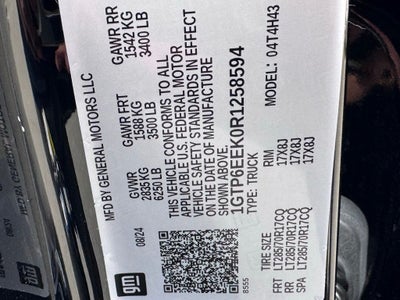 gm
MFD BY GENERAL MOTORS LLC
08/24
GVWR
2835 KG
6250 LB
GAWR FRT
1588 KG
3500 LB
GAWR RR
1542 KG
3400 LB
THIS VEHICLE CONFORMS TO ALL
APPLICABLE U.S. FEDERAL MOTOR
VEHICLE SAFETY STANDARDS IN EFFECT
ON THE DATE OF MANUFACTURE
SHOWN ABOVE.
1GTP6EEK0R1258594
TYPE: TRUCK
MODEL: 04T4H43
8555
TIRE SIZE
RIM
FRT LT285/70R17CQ 17X8J
RR LT285/70R17CQ 17X8J
SPA LT285/70R17CQ 17X8J